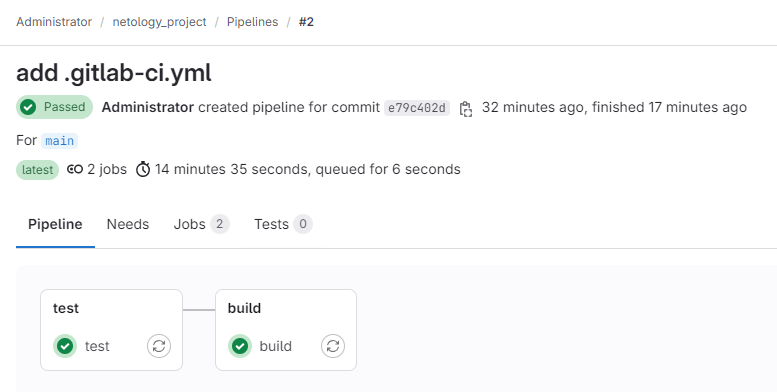 Administrator / netology_project / Pipelines / #2
add .gitlab-ci.yml
Passed Administrator created pipeline for commit e79c402d 32 minutes ago, finished 17 minutes ago
For main
latest 2 jobs 14 minutes 35 seconds, queued for 6 seconds
Pipeline Needs Jobs 2 Tests 0
test build
test build